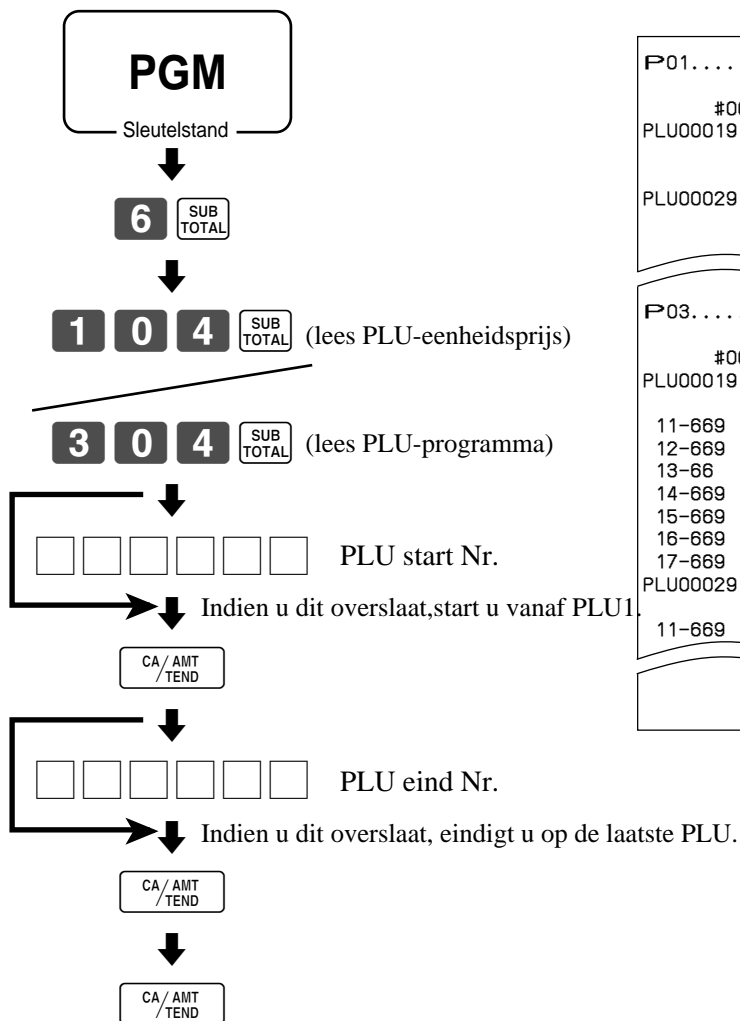 PGM
Sleutelstand
6 SUB TOTAL
1 0 4 SUB TOTAL (lees PLU-eenheidsprijs)
3 0 4 SUB TOTAL (lees PLU-programma)
PLU start Nr.
Indien u dit overslaat,start u vanaf PLU1.
CA/AMT TEND
PLU eind Nr.
Indien u dit overslaat, eindigt u op de laatste PLU.
CA/AMT TEND
CA/AMT TEND
P01....
PLU00019
PLU00029
P03.....
PLU00019
11-669
12-669
13-66
14-669
15-669
16-669
17-669
PLU00029
11-669